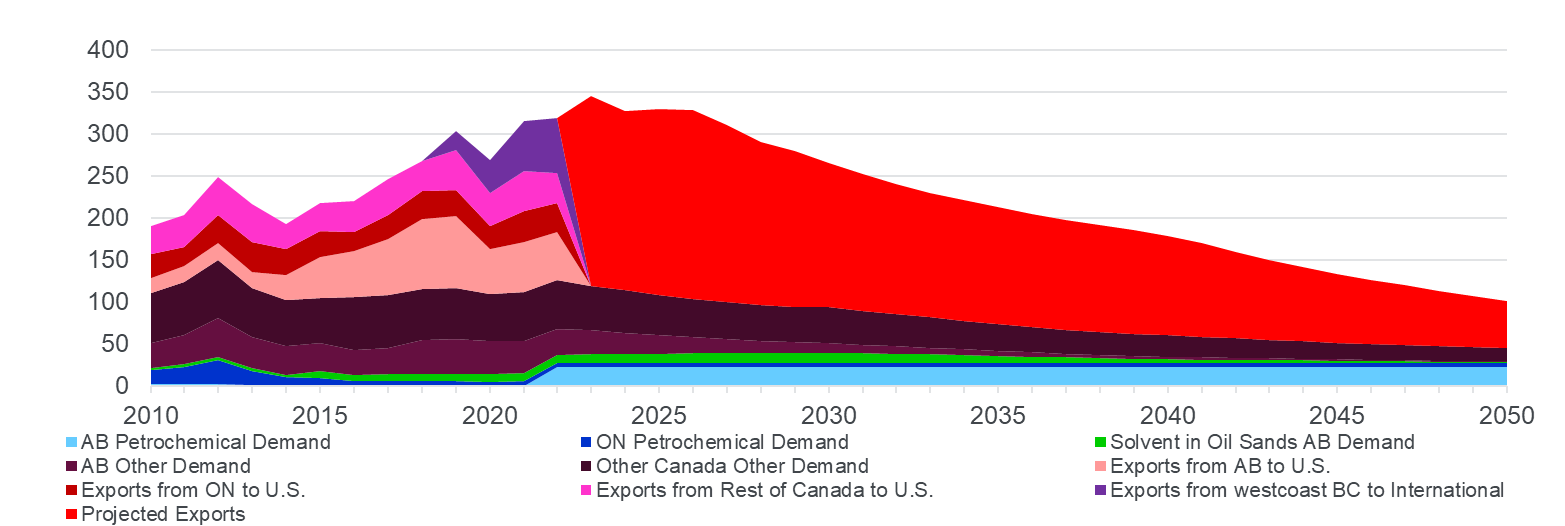 400
350
300
250
200
150
100
50
0
2010 2015 2020 2025 2030 2035 2040 2045 2050
AB Petrochemical Demand ON Petrochemical Demand Solvent in Oil Sands AB Demand
AB Other Demand Other Canada Other Demand Exports from AB to U.S.
Exports from ON to U.S. Exports from Rest of Canada to U.S. Exports from westcoast BC to International
Projected Exports